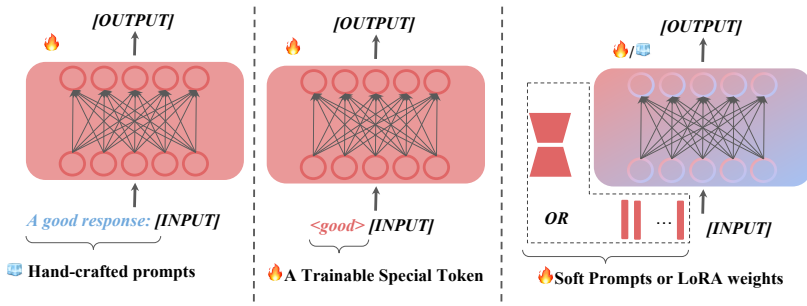 [OUTPUT]
A good response: [INPUT]
Hand-crafted prompts
[OUTPUT]
<good> [INPUT]
A Trainable Special Token
[OUTPUT]
/
OR
...
[INPUT]
Soft Prompts or LoRA weights